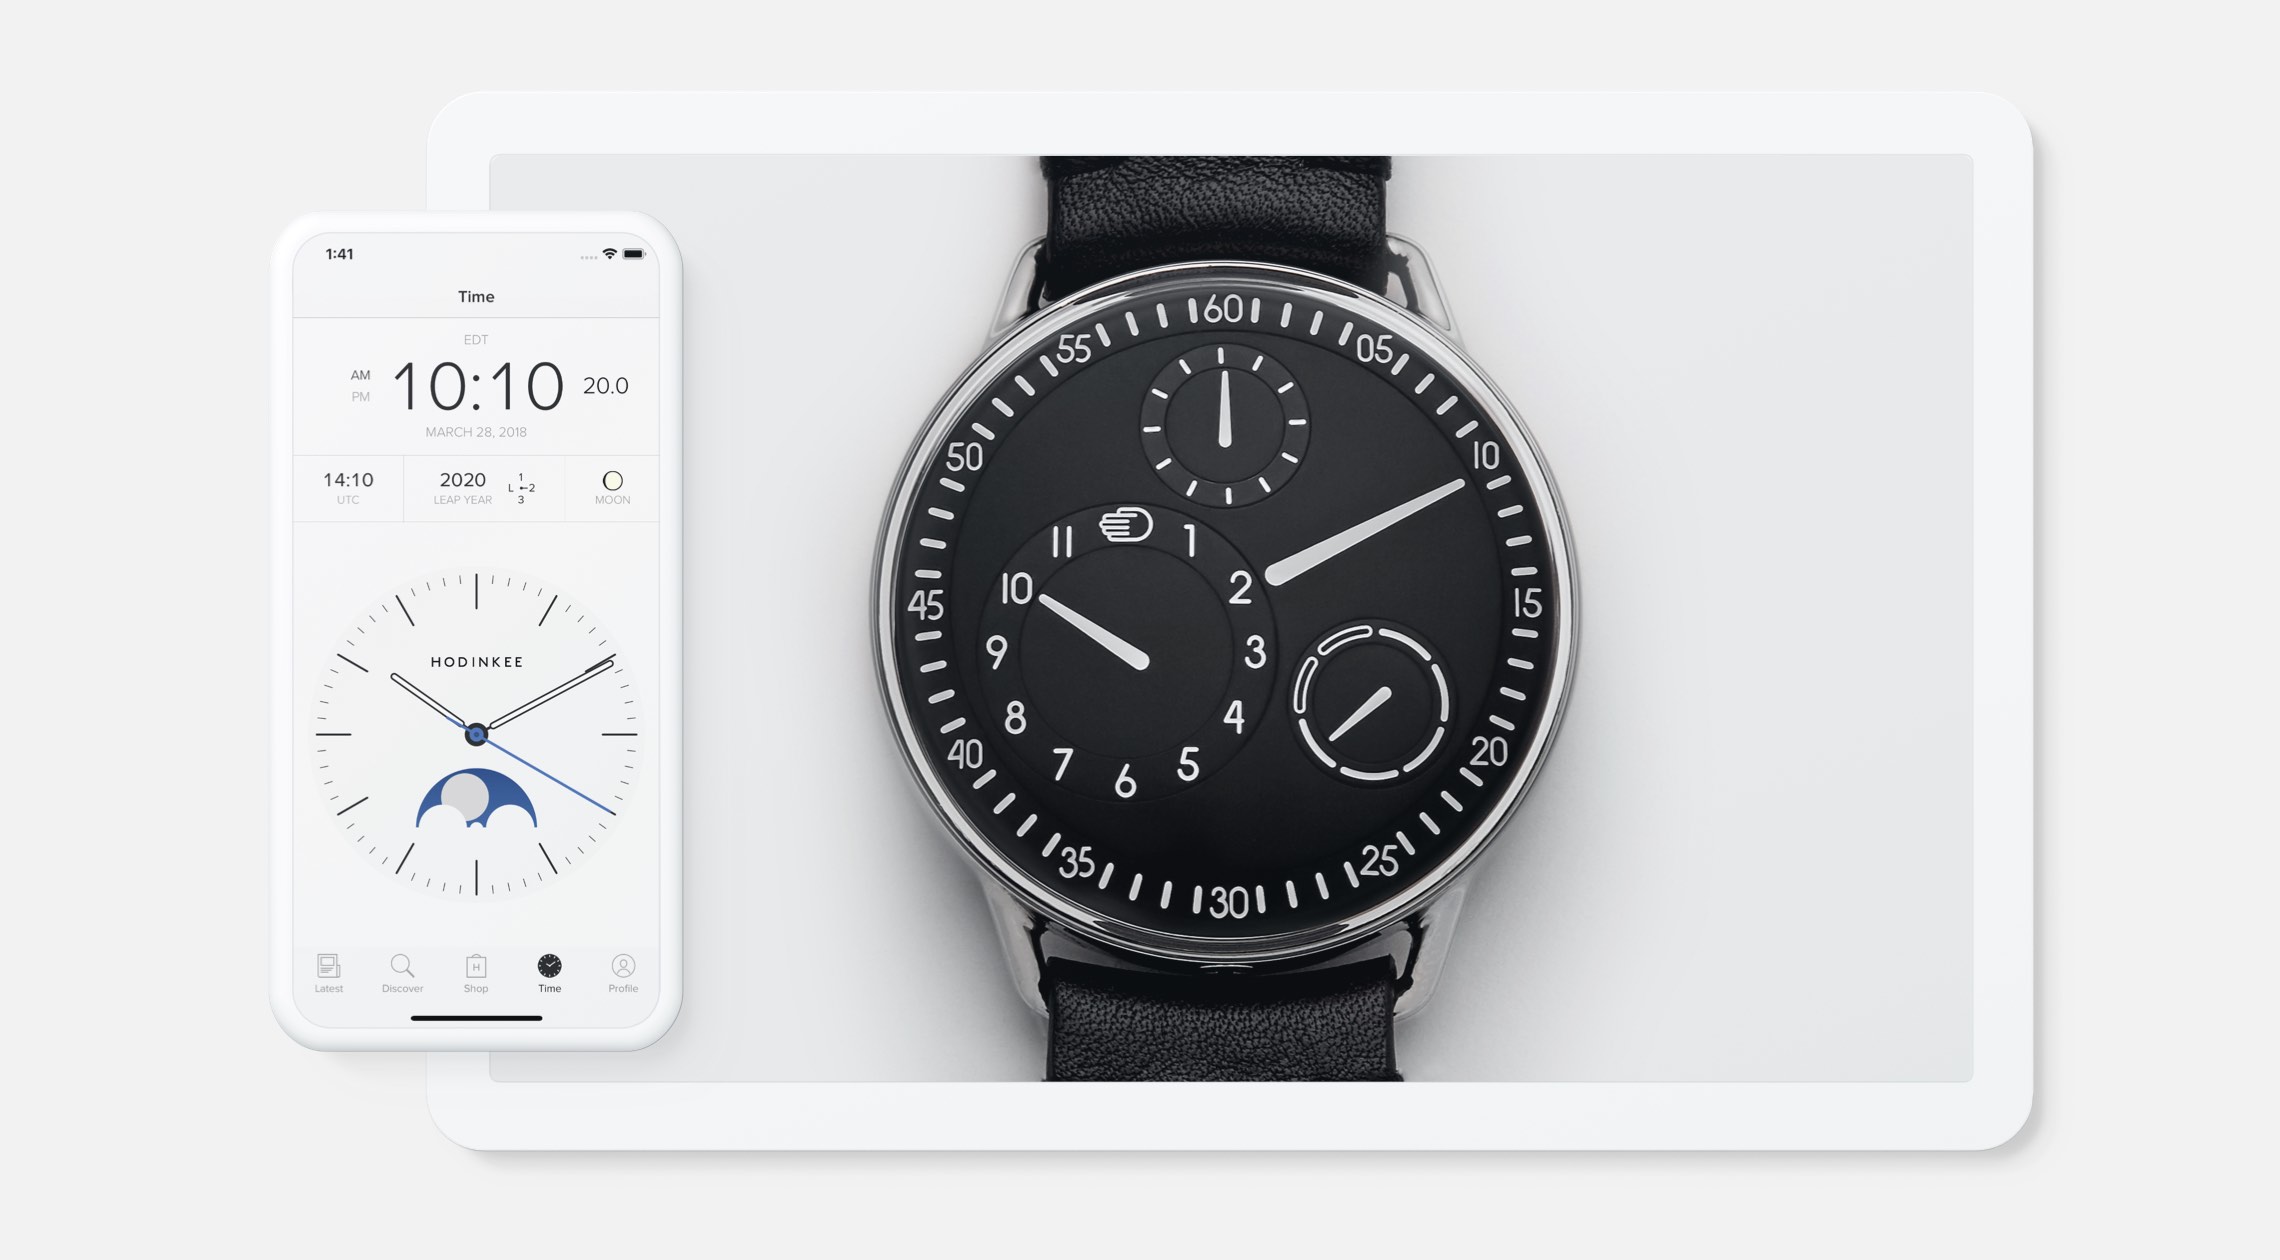 1:41
Time
EDT
AM
PM
10:10
20.0
MARCH 28, 2018
14:10
UTC
2020
LEAP YEAR
1
L ←2
3
MOON
HODINKEE
Latest
Discover
H
Shop
Time
Profile
60
05
10
15
20
25
30
35
40
45
50
55
1
2
3
4
5
6
7
8
9
10
11